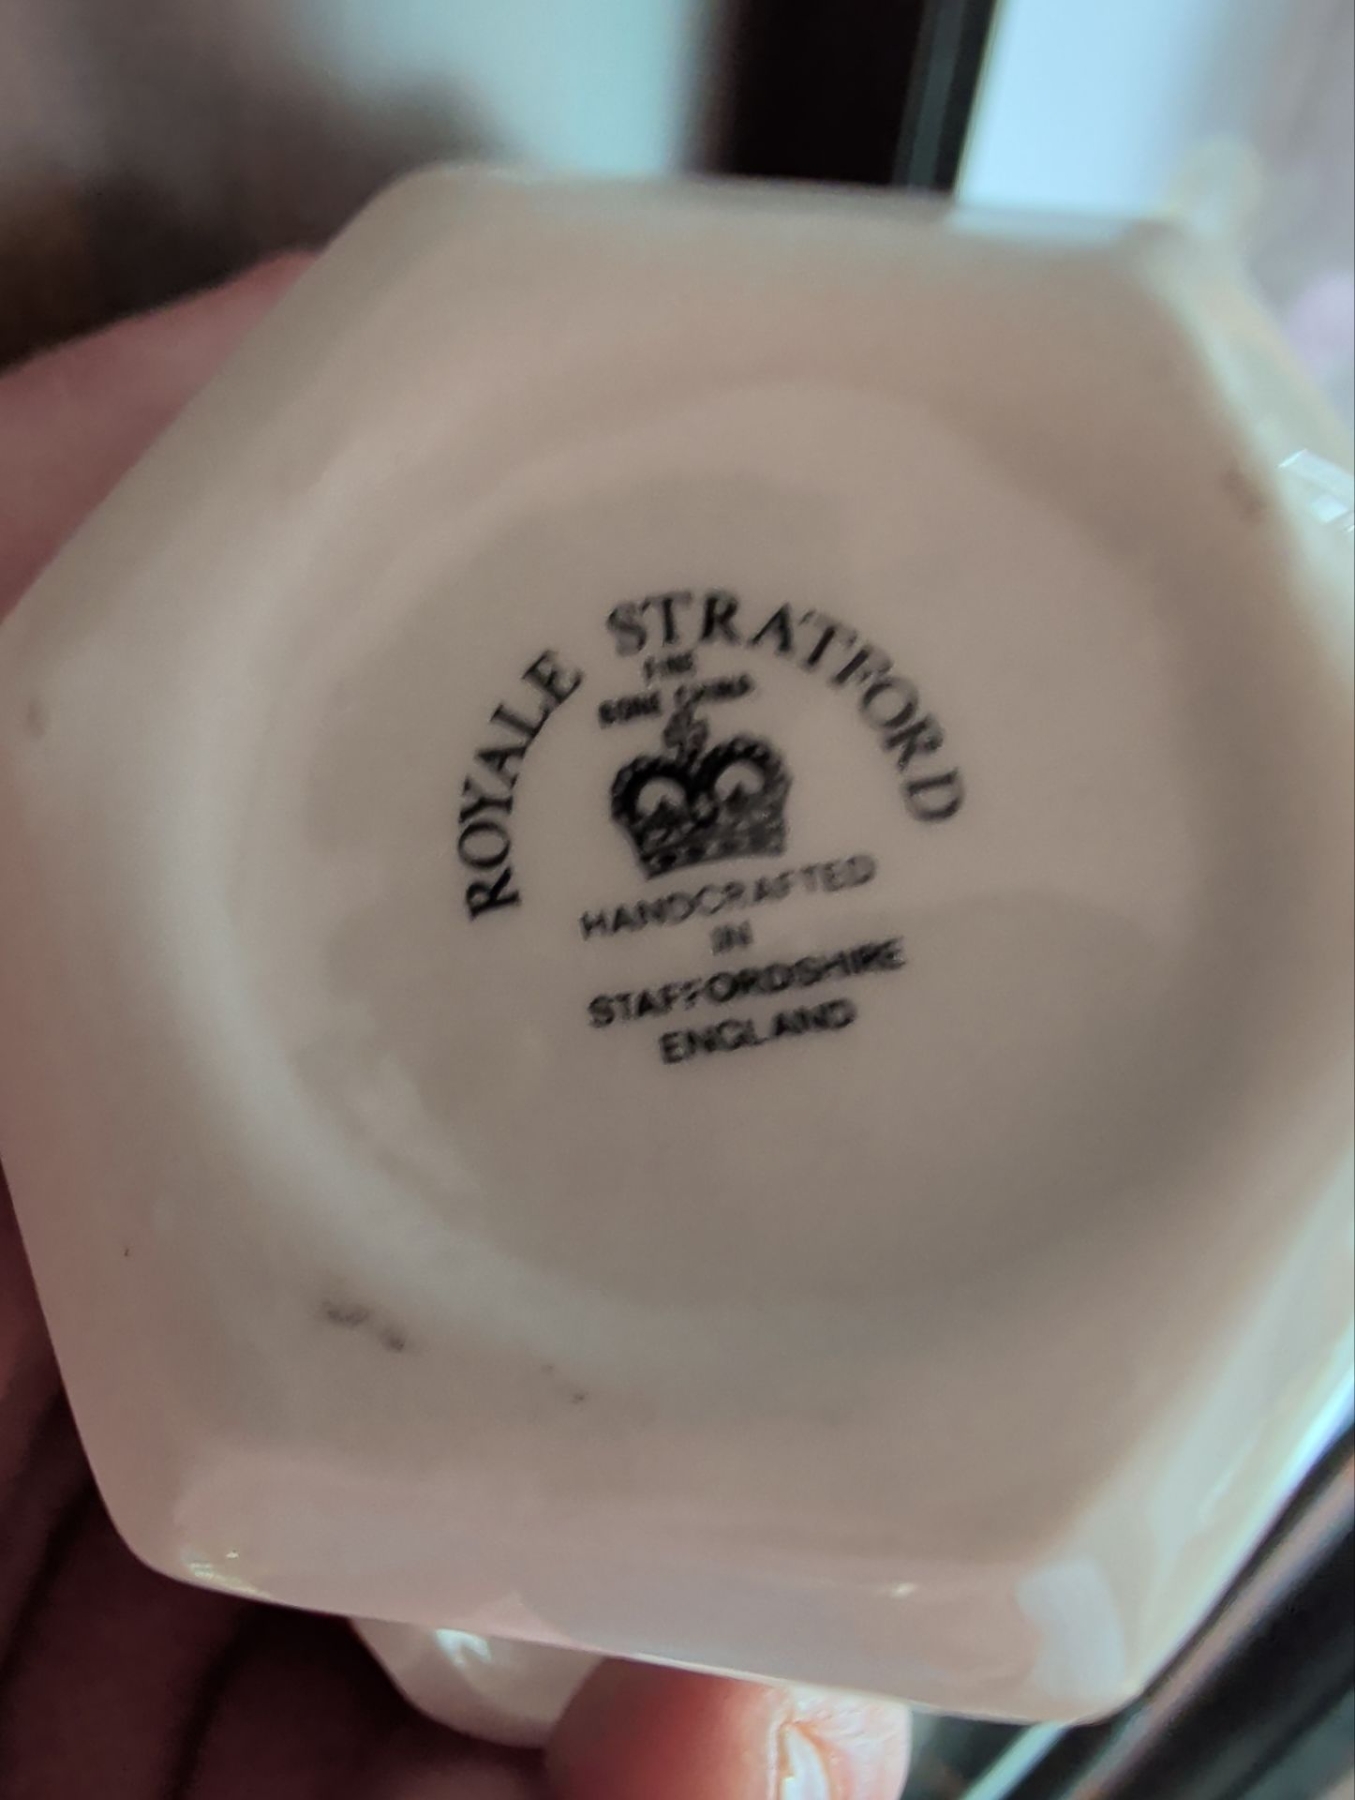 ROYALE STRATFORD
FINE
BONE CHINA
HANDCRAFTED
IN
STAFFORDSHIRE
ENGLAND